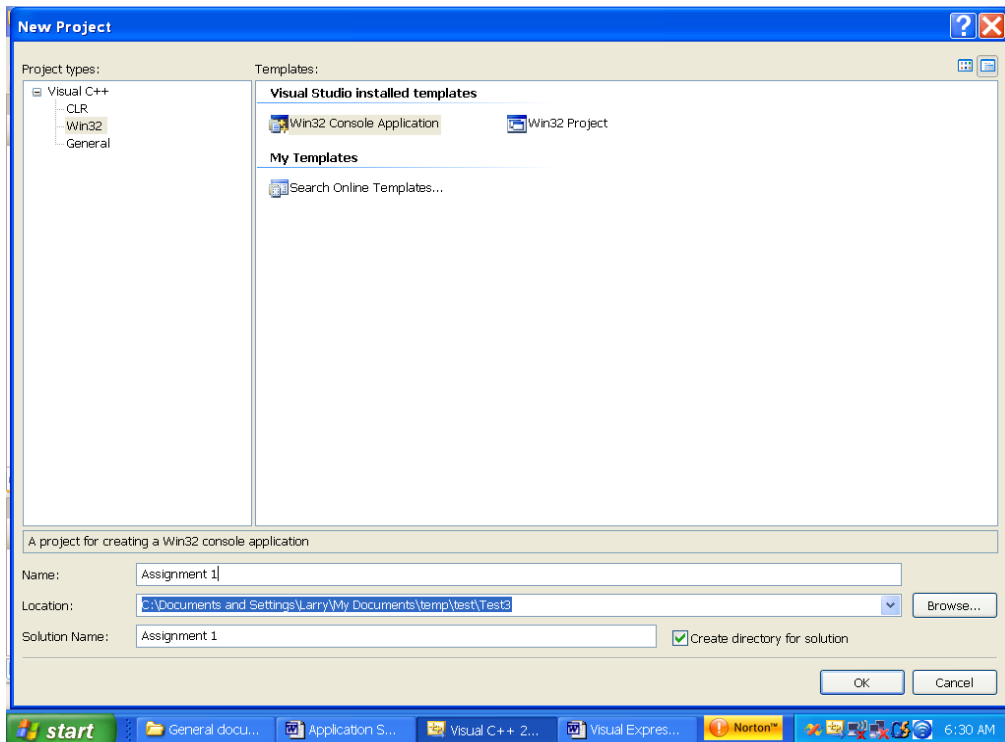 New Project
Project types:
Templates:
Visual C++
CLR
Win32
General
Visual Studio installed templates
Win32 Console Application
Win32 Project
My Templates
Search Online Templates...
A project for creating a Win32 console application
Name:
Assignment 1
Location:
C:\Documents and Settings\Larry\My Documents\temp\test\Test3
Browse...
Solution Name:
Assignment 1
Create directory for solution
OK
Cancel
start
General docu...
Application S...
Visual C++ 2...
Visual Expres...
Norton™
6:30 AM